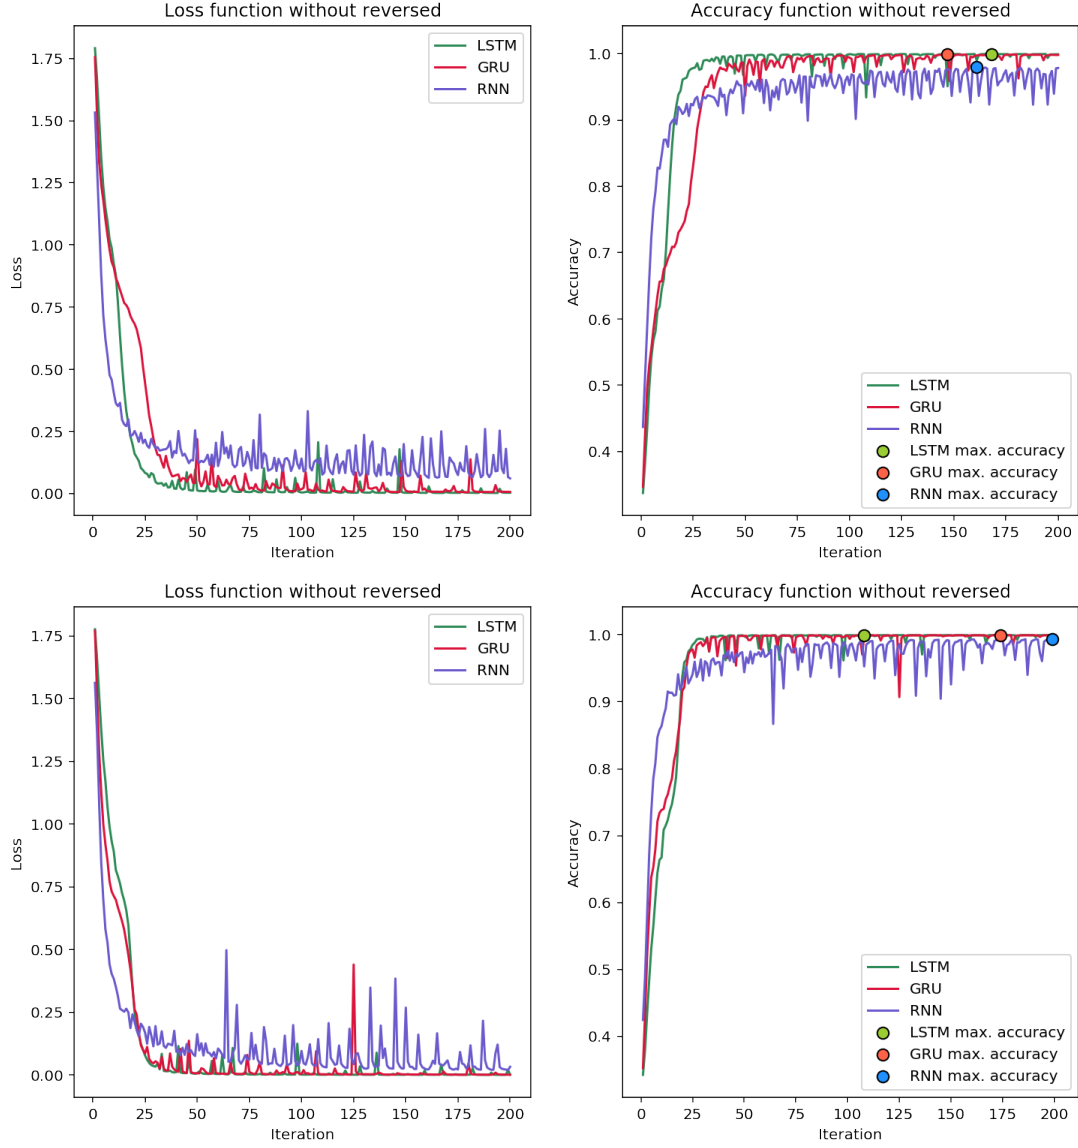 Loss function without reversed
LSTM
GRU
RNN
1.75
1.50
1.25
1.00
0.75
0.50
0.25
0.00
Loss
0 25 50 75 100 125 150 175 200
Iteration
Accuracy function without reversed
1.0
0.9
0.8
0.7
0.6
0.5
0.4
Accuracy
LSTM
GRU
RNN
LSTM max. accuracy
GRU max. accuracy
RNN max. accuracy
0 25 50 75 100 125 150 175 200
Iteration
Loss function without reversed
LSTM
GRU
RNN
1.75
1.50
1.25
1.00
0.75
0.50
0.25
0.00
Loss
0 25 50 75 100 125 150 175 200
Iteration
Accuracy function without reversed
1.0
0.9
0.8
0.7
0.6
0.5
0.4
Accuracy
LSTM
GRU
RNN
LSTM max. accuracy
GRU max. accuracy
RNN max. accuracy
0 25 50 75 100 125 150 175 200
Iteration